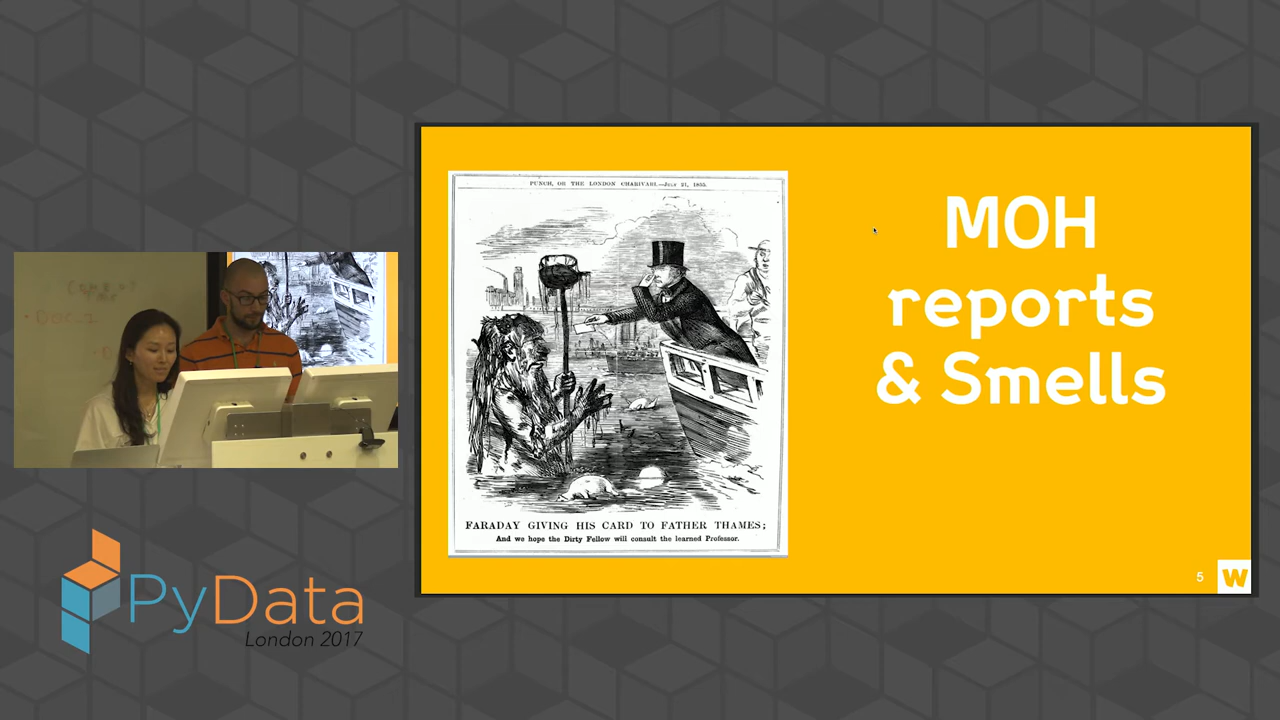 PUNCH, OR THE LONDON CHARIVARI.—July 21, 1855.
FARADAY GIVING HIS CARD TO FATHER THAMES;
And we hope the Dirty Fellow will consult the learned Professor.
MOH
reports
& Smells
5
W
PyData
London 2017